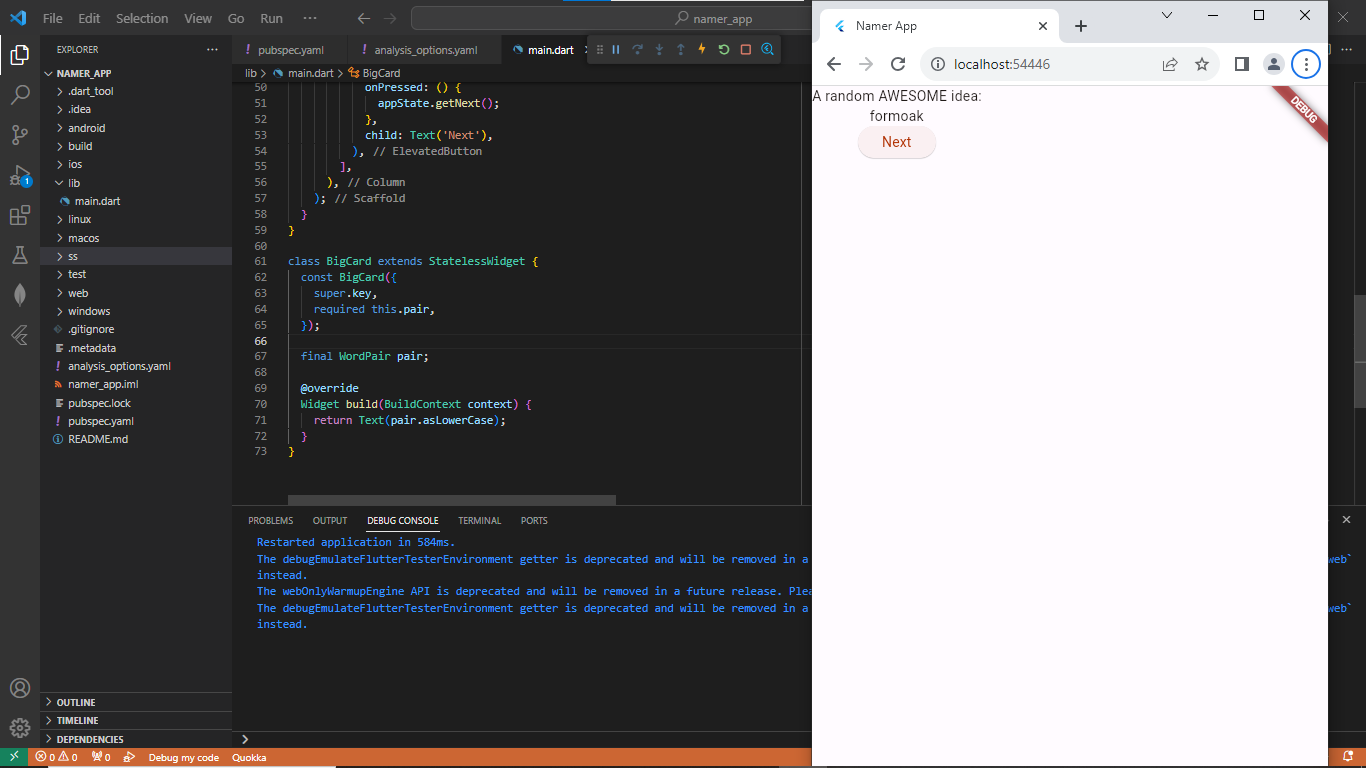 File Edit Selection View Go Run ··· namer_app
EXPLORER ···
NAMER_APP
.dart_tool
.idea
android
build
ios
lib
main.dart
linux
macos
ss
test
web
windows
.gitignore
.metadata
analysis_options.yaml
namer_app.iml
pubspec.lock
pubspec.yaml
README.md
OUTLINE
TIMELINE
DEPENDENCIES
pubspec.yaml analysis_options.yaml main.dart
lib > main.dart > BigCard
50 onPressed: () {
51 appState.getNext();
52 },
53 child: Text('Next'),
54 ), // ElevatedButton
55 ],
56 ), // Column
57 ); // Scaffold
58 }
59 }
60
61 class BigCard extends StatelessWidget {
62 const BigCard({
63 super.key,
64 required this.pair,
65 });
66
67 final WordPair pair;
68
69 @override
70 Widget build(BuildContext context) {
71 return Text(pair.asLowerCase);
72 }
73 }
PROBLEMS OUTPUT DEBUG CONSOLE TERMINAL PORTS
Restarted application in 584ms.
The debugEmulateFlutterTesterEnvironment getter is deprecated and will be removed in a web`
instead.
The webOnlyWarmupEngine API is deprecated and will be removed in a future release. Plea
The debugEmulateFlutterTesterEnvironment getter is deprecated and will be removed in a web`
instead.
0 0 0 Debug my code Quokka
1
Namer App
localhost:54446
A random AWESOME idea:
formoak
Next
DEBUG